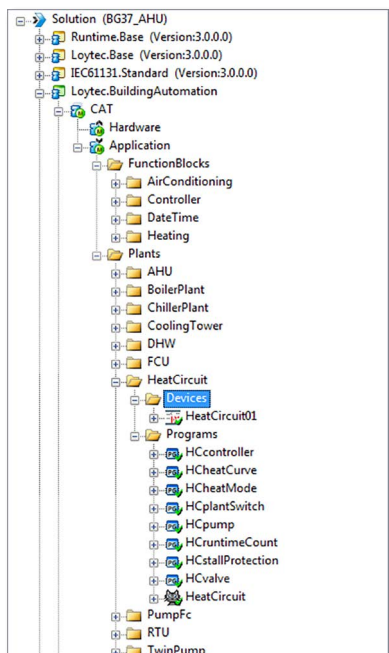 Solution (BG37_AHU)
Runtime.Base (Version:3.0.0.0)
Loytec.Base (Version:3.0.0.0)
IEC61131.Standard (Version:3.0.0.0)
Loytec.BuildingAutomation
CAT
Hardware
Application
FunctionBlocks
AirConditioning
Controller
DateTime
Heating
Plants
AHU
BoilerPlant
ChillerPlant
CoolingTower
DHW
FCU
HeatCircuit
Devices
HeatCircuit01
Programs
HCcontroller
HCheatCurve
HCheatMode
HCplantSwitch
HCpump
HCruntimeCount
HCstallProtection
HCvalve
HeatCircuit
PumpFc
RTU
TwinPump